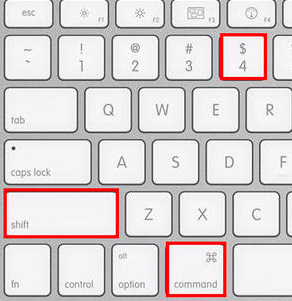 esc F1 F2 F3 F4
~ ! @ # $
` 1 2 3 4
tab Q W E R
caps lock A S D F
shift Z X C
alt ⌘
fn control option command